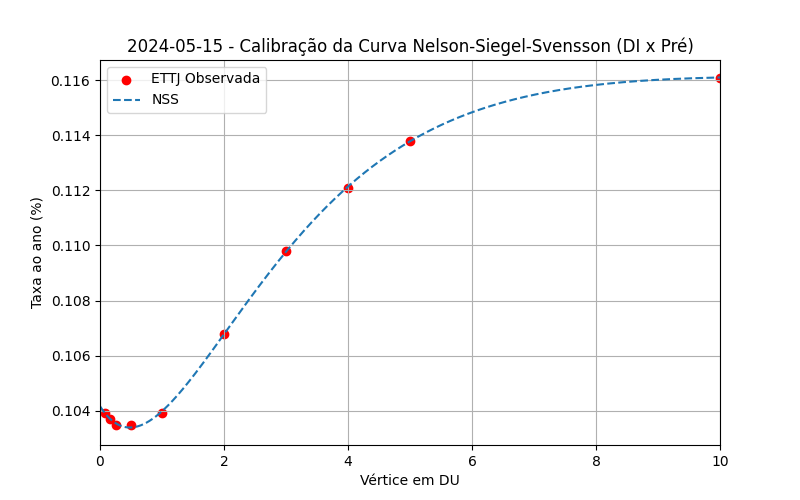 2024-05-15 - Calibração da Curva Nelson-Siegel-Svensson (DI x Pré)
ETTJ Observada
NSS
Taxa ao ano (%)
0.116
0.114
0.112
0.110
0.108
0.106
0.104
0 2 4 6 8 10
Vértice em DU